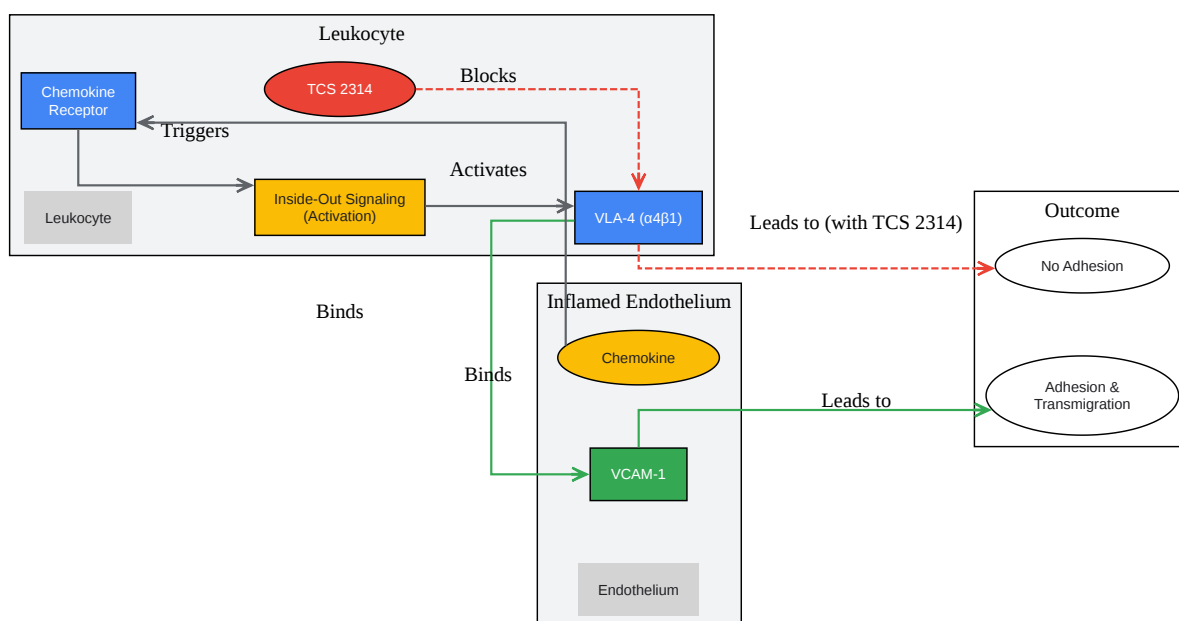 Leukocyte
Chemokine
Receptor
TCS 2314
Blocks
Triggers
Activates
Inside-Out Signaling
(Activation)
Leukocyte
VLA-4 (α4β1)
Leads to (with TCS 2314)
Outcome
No Adhesion
Binds
Inflamed Endothelium
Chemokine
Binds
Leads to
Adhesion &
Transmigration
VCAM-1
Endothelium